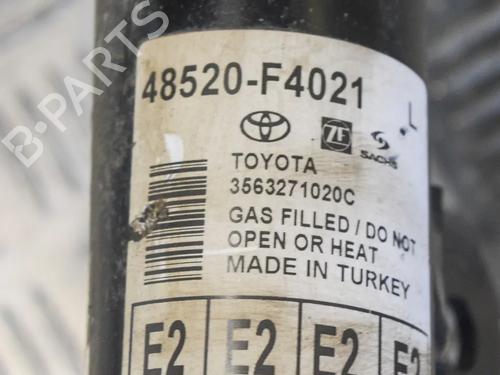 B-PARTS
48520-F4021 L
ZF
SACHS
TOYOTA
3563271020C
GAS FILLED / DO NOT
OPEN OR HEAT
MADE IN TURKEY
E2 E2 E2 E2